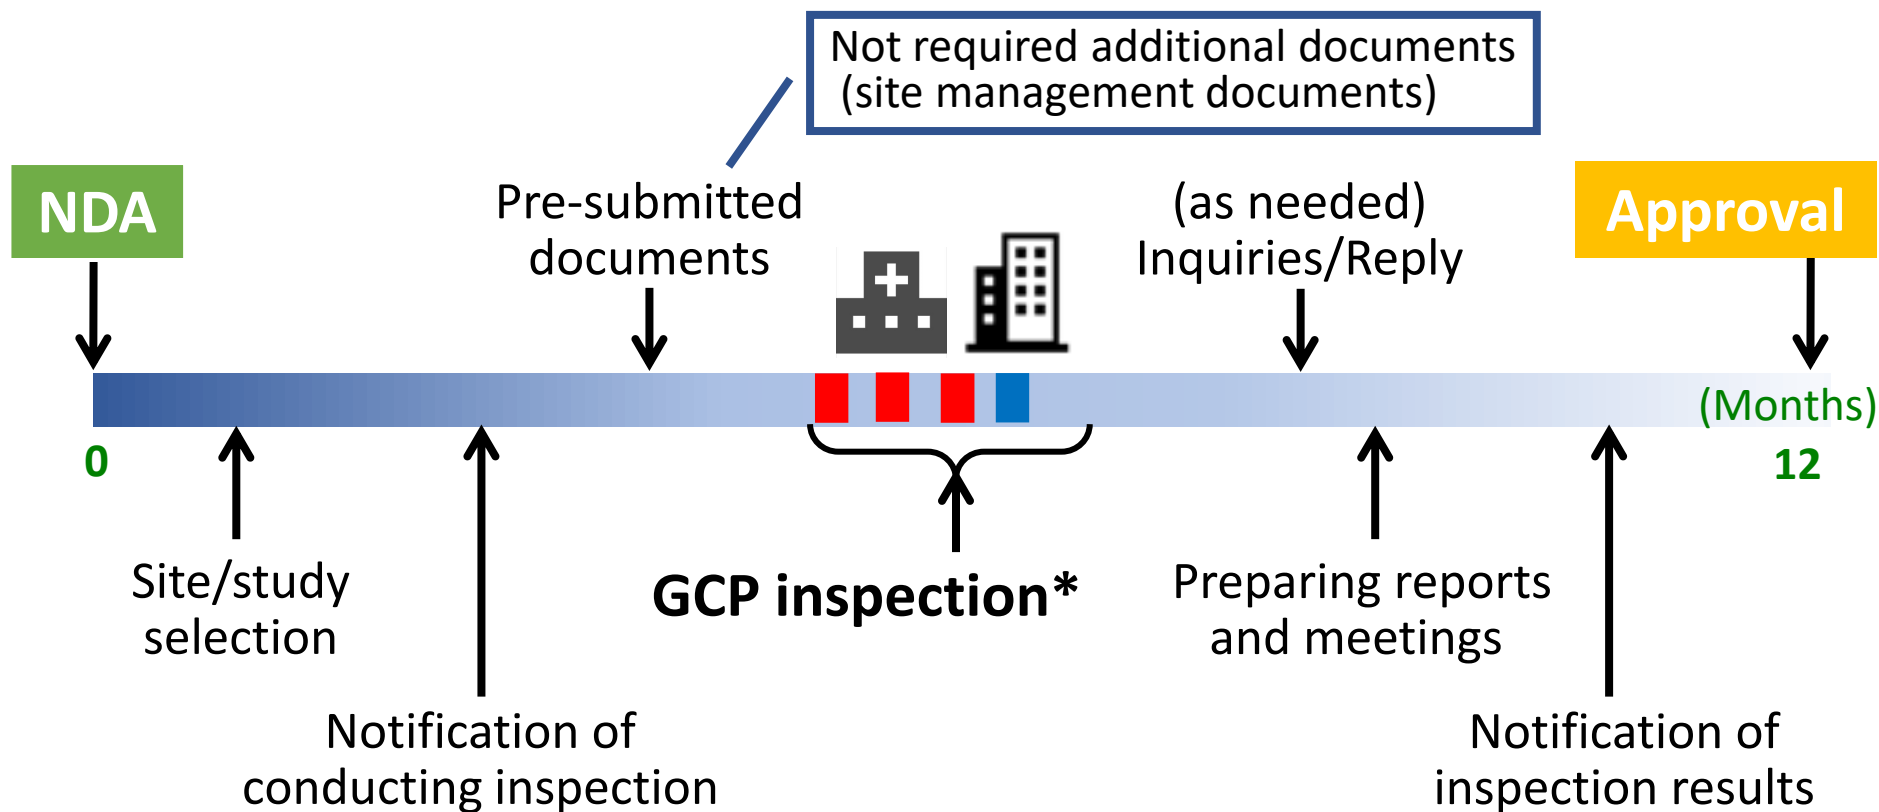 Not required additional documents
(site management documents)
NDA
Pre-submitted
documents
(as needed)
Inquiries/Reply
Approval
(Months)
0
12
Site/study
selection
GCP inspection*
Preparing reports
and meetings
Notification of
conducting inspection
Notification of
inspection results